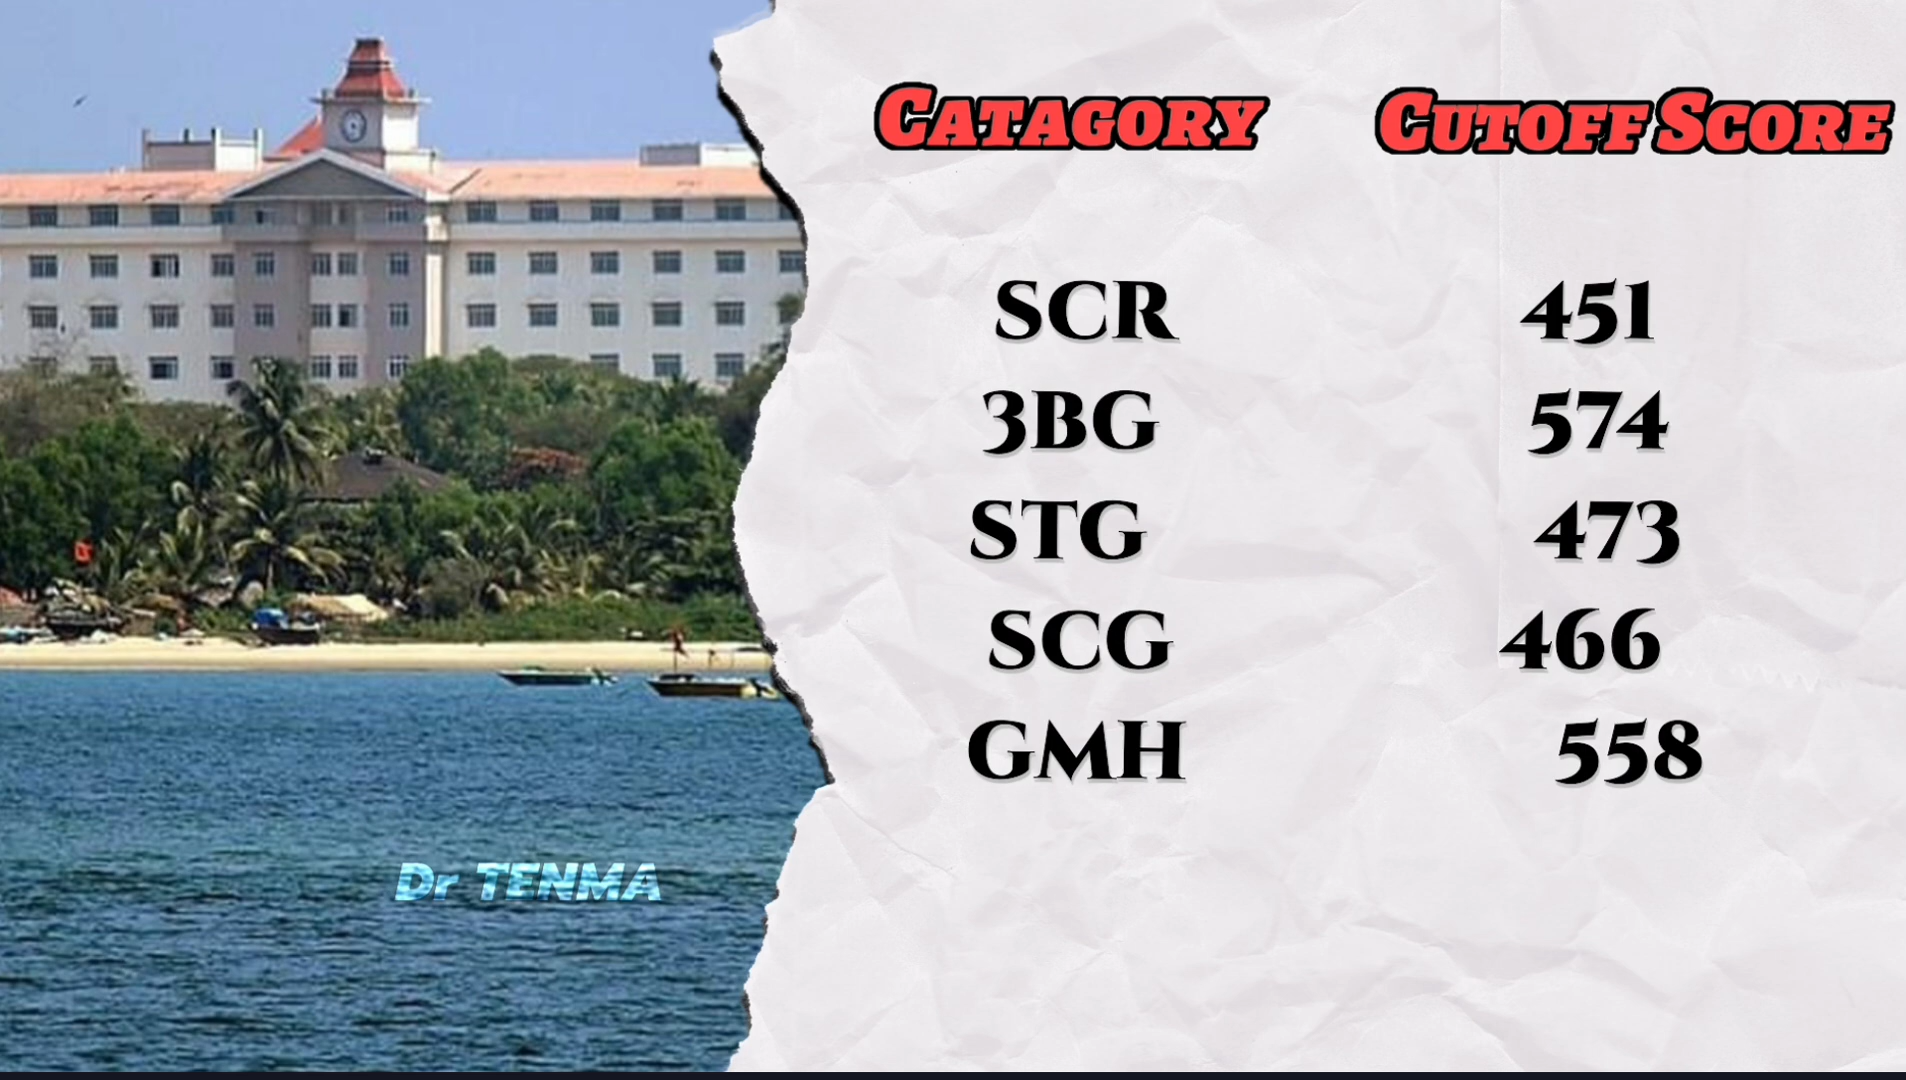 Catagory Cutoff Score
SCR 451
3BG 574
STG 473
SCG 466
GMH 558
Dr TENMA